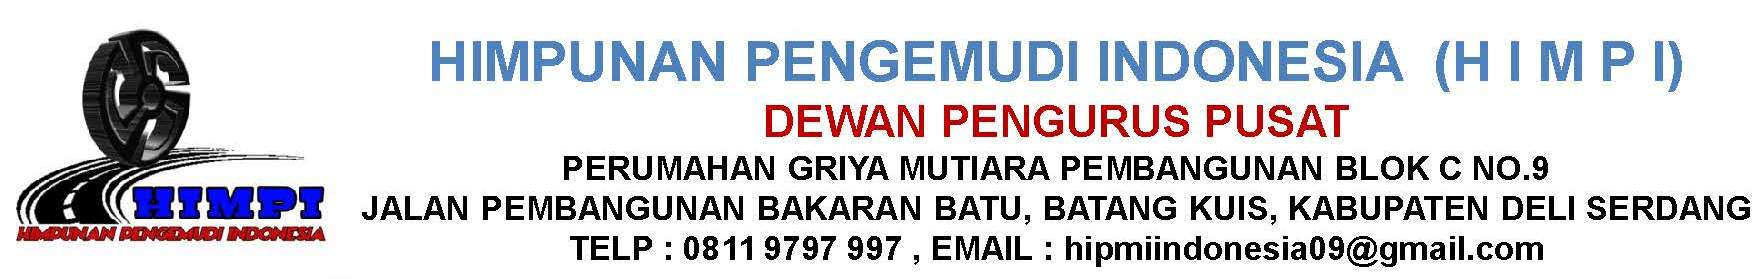 HIMPUNAN PENGEMUDI INDONESIA (H I M P I)
DEWAN PENGURUS PUSAT
PERUMAHAN GRIYA MUTIARA PEMBANGUNAN BLOK C NO.9
JALAN PEMBANGUNAN BAKARAN BATU, BATANG KUIS, KABUPATEN DELI SERDANG
TELP : 0811 9797 997 , EMAIL : hipmiindonesia09@gmail.com
HIMPI
HIMPUNAN PENGEMUDI INDONESIA